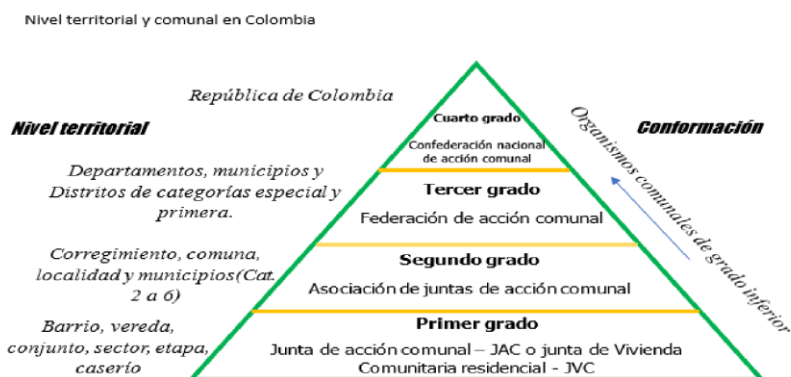 Nivel territorial y comunal en Colombia
República de Colombia
Nivel territorial
Cuarto grado
Confederación nacional
de acción comunal
Organismos comunales de grado inferior
Conformación
Departamentos, municipios y
Distritos de categorías especial y
primera.
Tercer grado
Federación de acción comunal
Corregimiento, comuna,
localidad y municipios(Cat.
2 a 6)
Segundo grado
Asociación de juntas de acción comunal
Barrio, vereda,
conjunto, sector, etapa,
caserío
Primer grado
Junta de acción comunal – JAC o junta de Vivienda
Comunitaria residencial - JVC